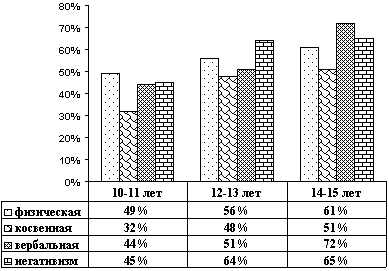 80%
70%
60%
50%
40%
30%
20%
10%
0%
10-11 лет 12-13 лет 14-15 лет
физическая 49% 56% 61%
косвенная 32% 48% 51%
вербальная 44% 51% 72%
негативизм 45% 64% 65%